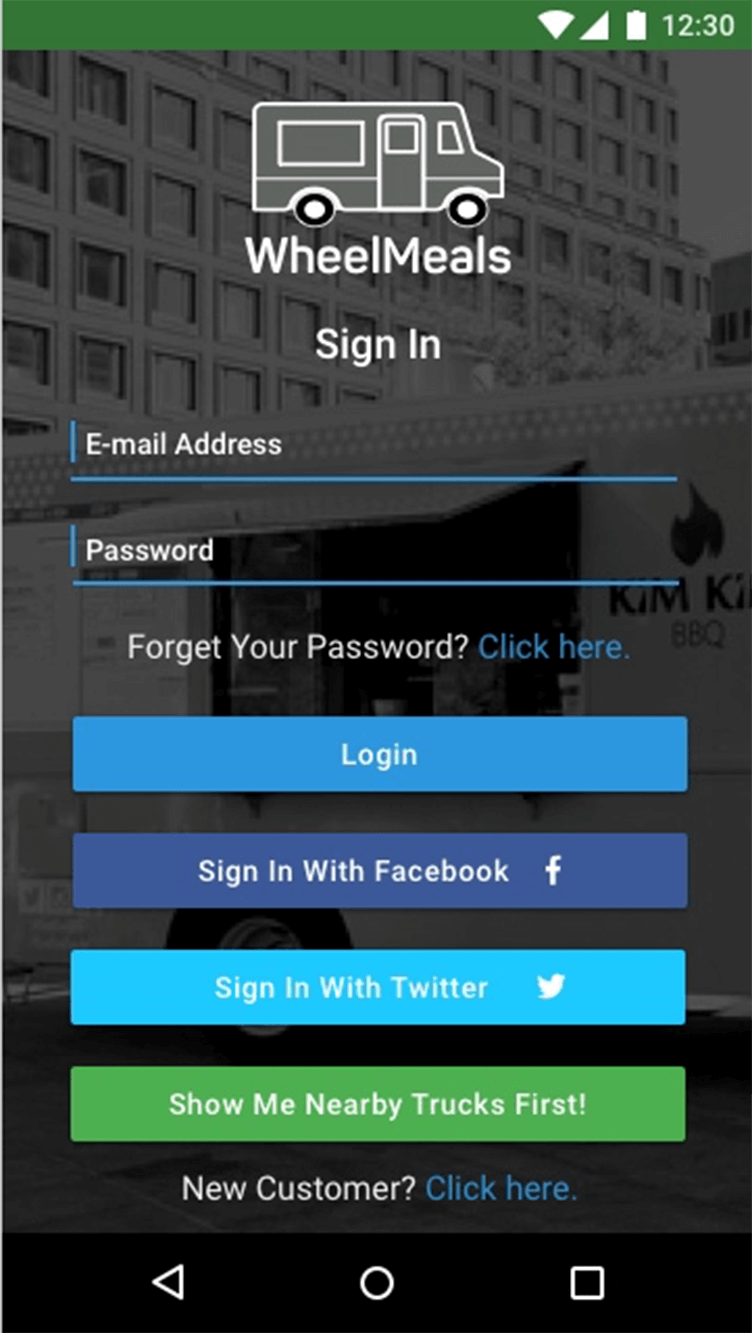 12:30
WheelMeals
Sign In
E-mail Address
Password
KiM Ki
BBQ
Forget Your Password? Click here.
Login
Sign In With Facebook f
Sign In With Twitter
Show Me Nearby Trucks First!
New Customer? Click here.